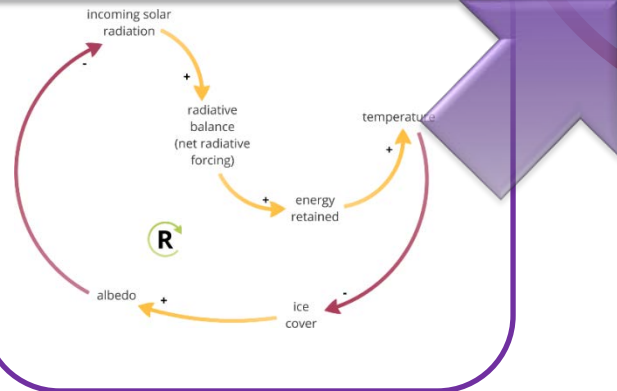 incoming solar
radiation
-
+
radiative
balance
(net radiative
forcing)
temperature
+
+
energy
retained
R
-
albedo
+
ice
cover